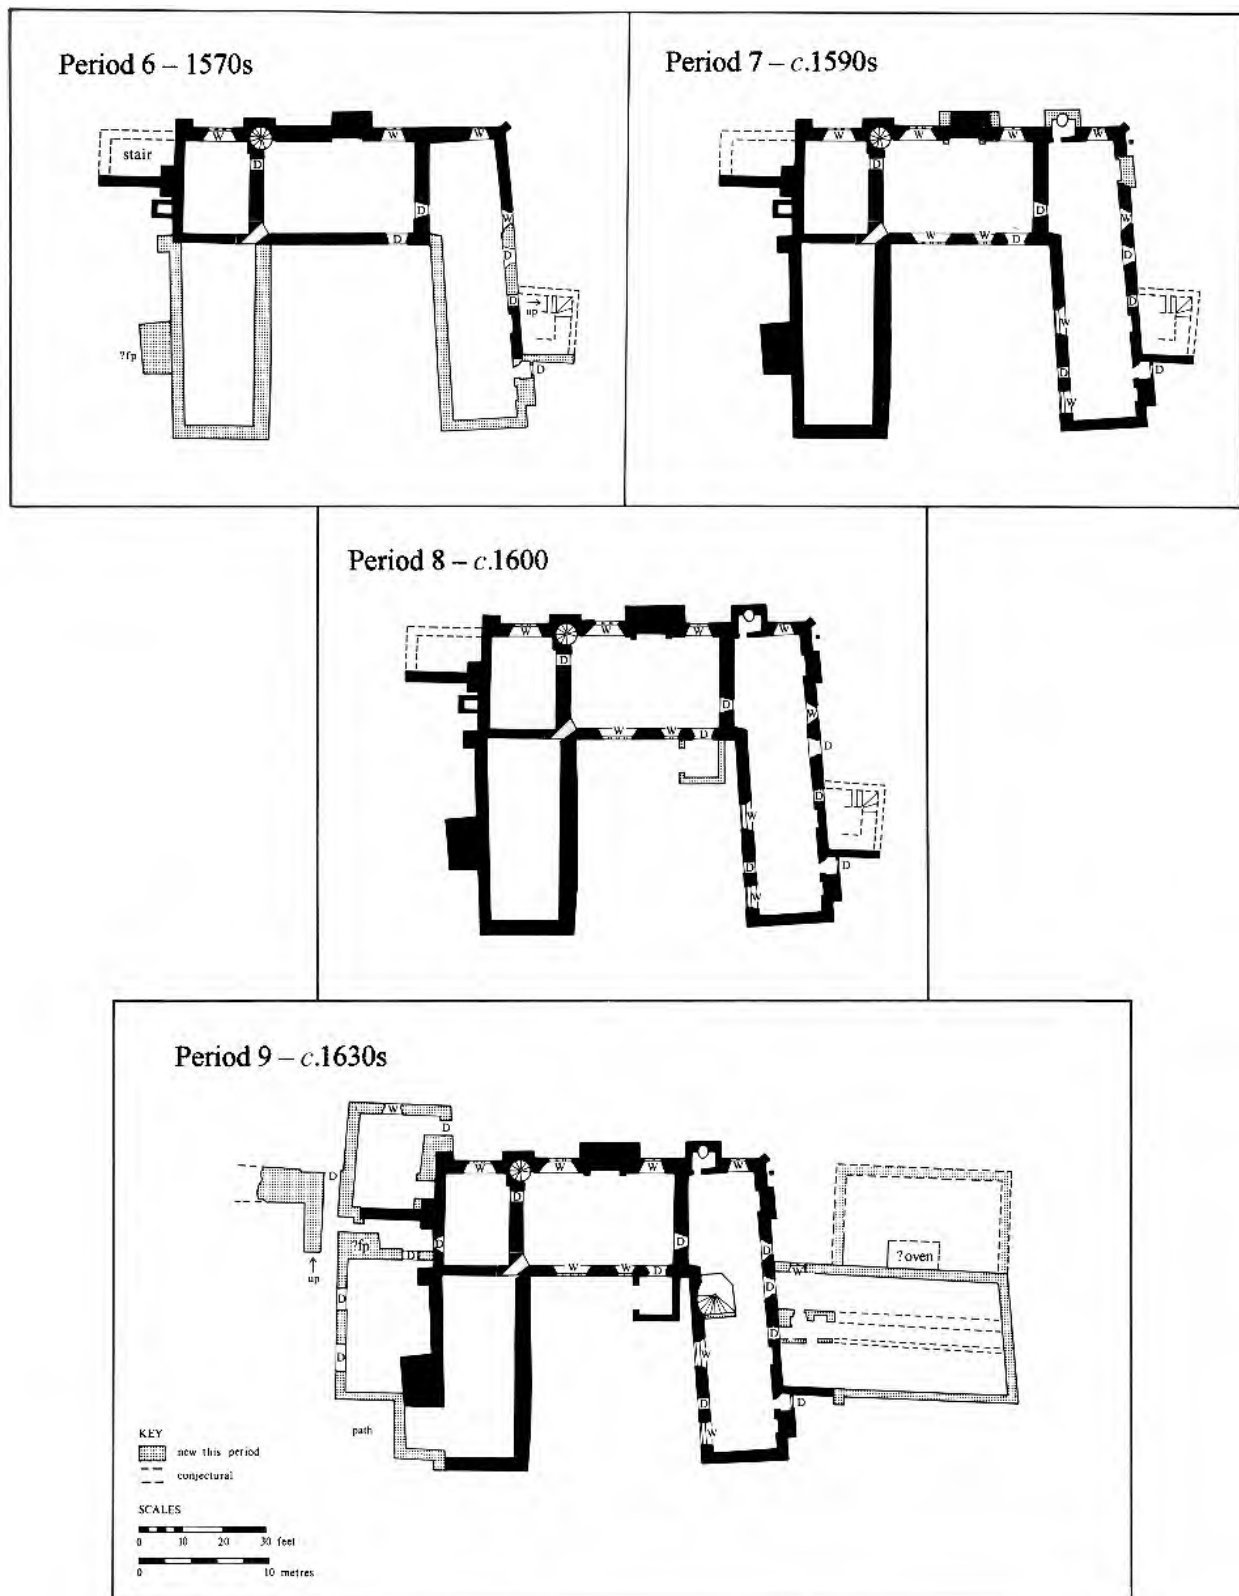 Period 6 – 1570s
stair
W
W
W
D
D
D
W
D
D
up
?fp
D
Period 7 – c.1590s
W
W
W
W
D
D
W
W
W
D
D
D
W
D
D
W
Period 8 – c.1600
W
W
W
W
D
D
W
W
W
D
D
D
W
D
D
W
Period 9 – c.1630s
W
D
D
W
W
W
W
D
?fp
D
D
D
D
?oven
up
W
W
D
W
D
D
D
D
W
D
D
W
path
KEY
new this period
conjectural
SCALES
0 10 20 30 feet
0 10 metres